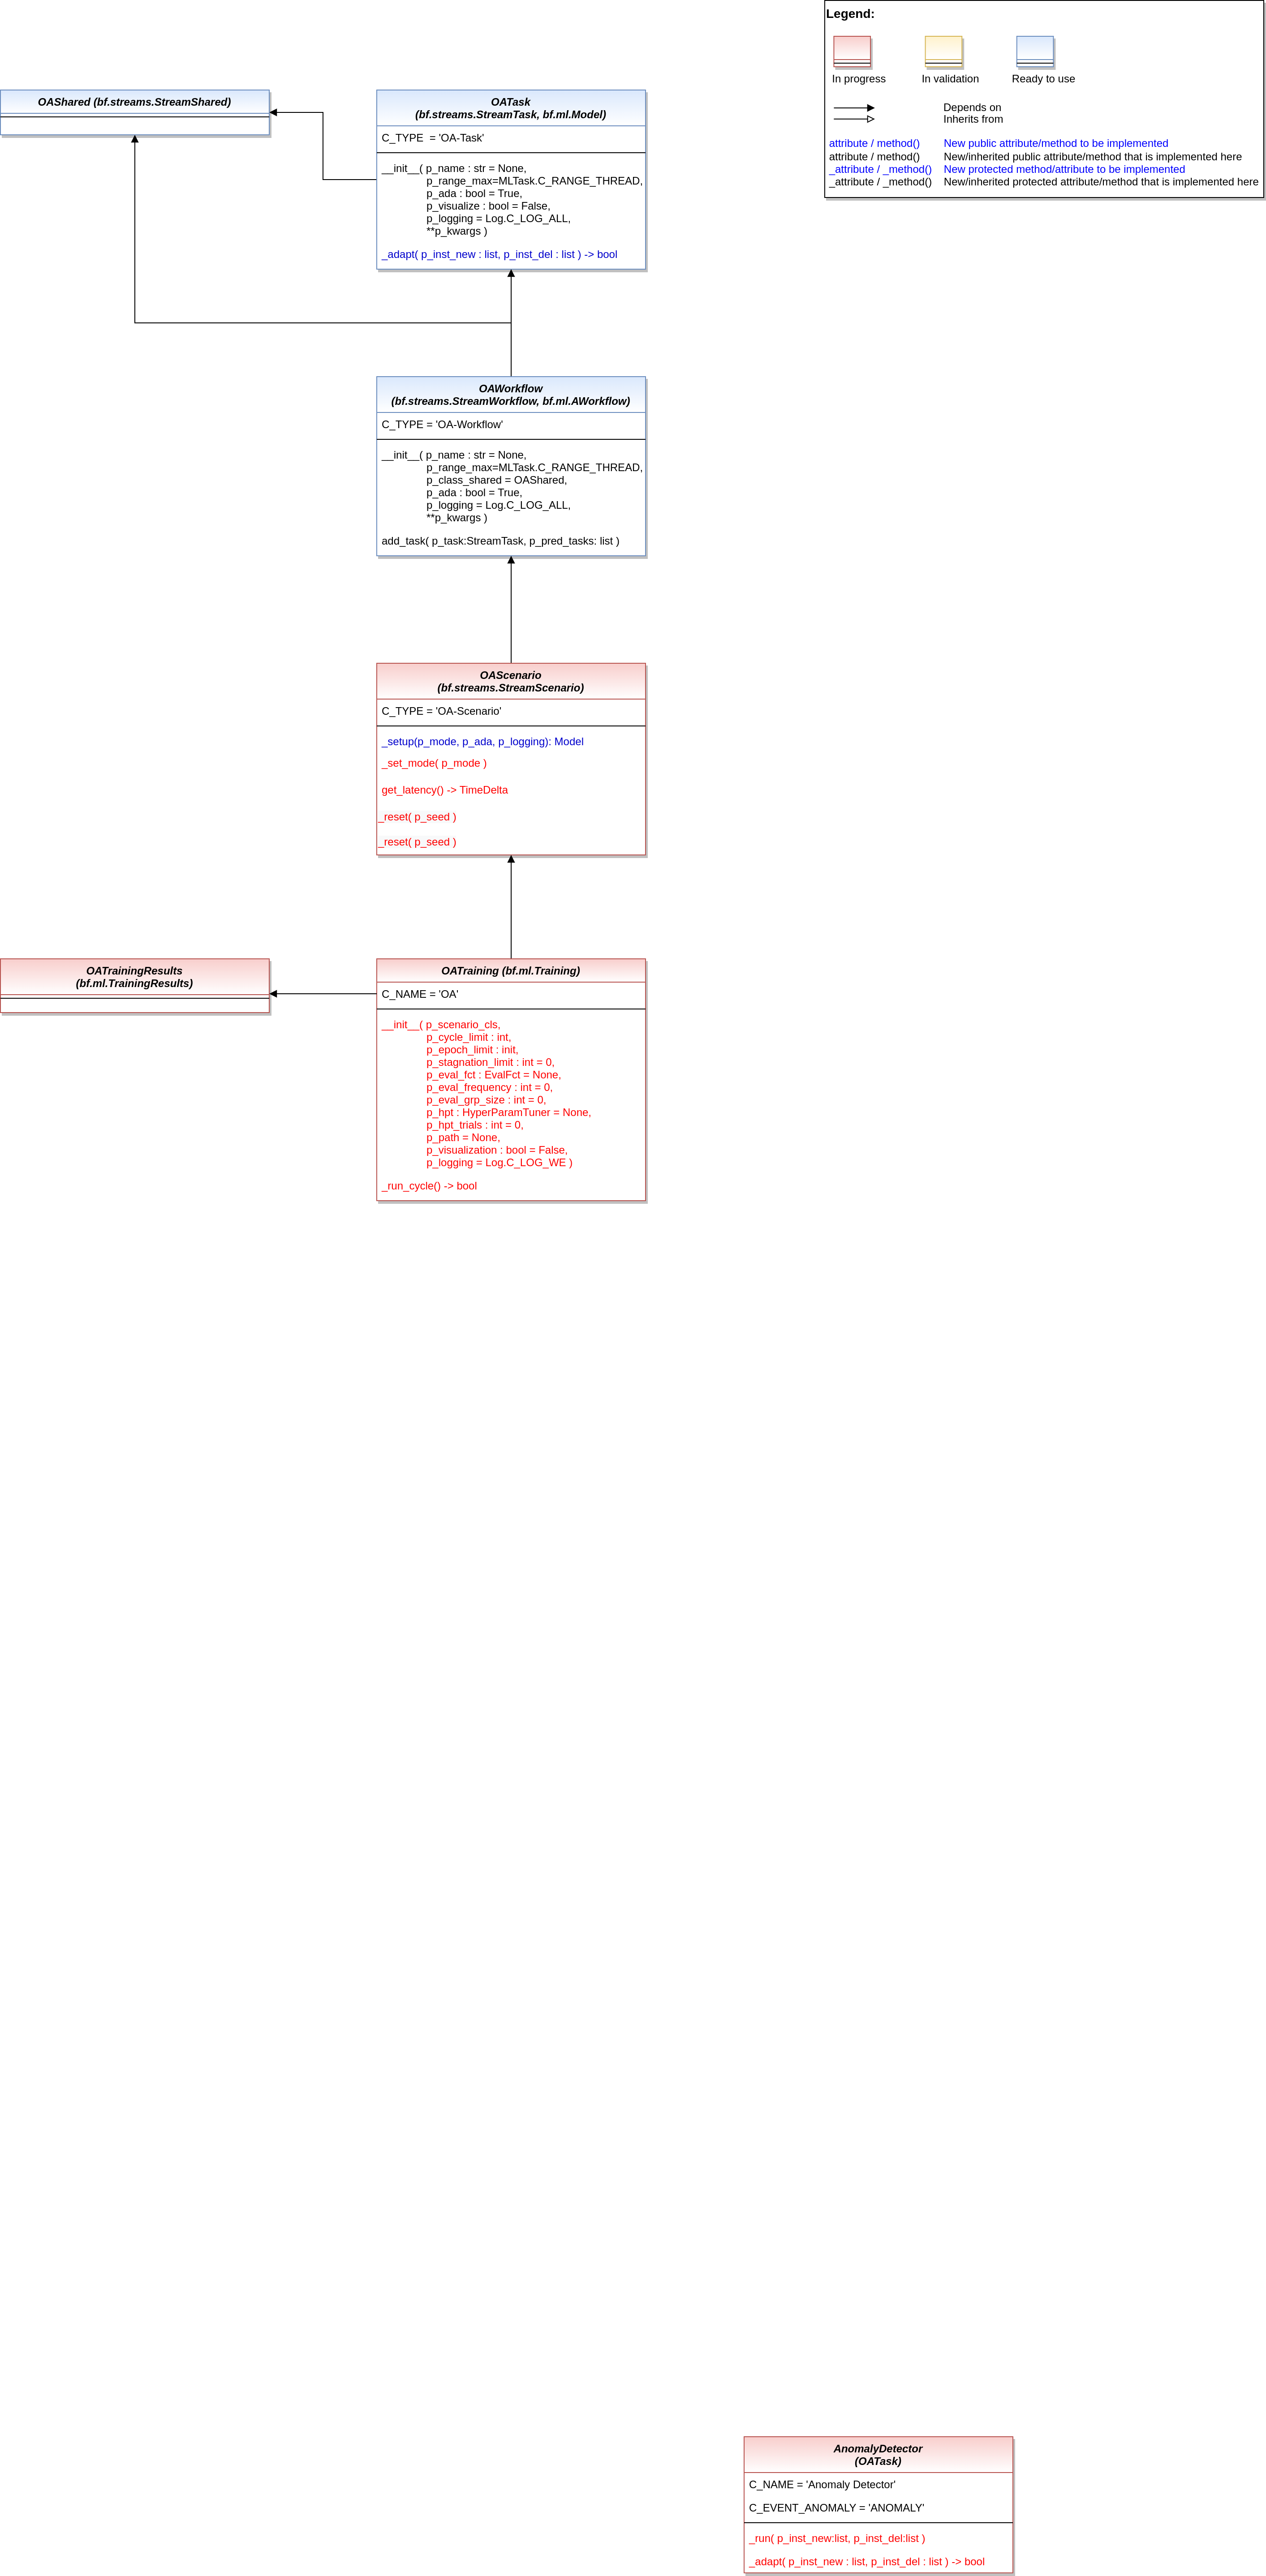 Legend:
In progress
In validation
Ready to use
Depends on
Inherits from
attribute / method() New public attribute/method to be implemented
attribute / method() New/inherited public attribute/method that is implemented here
_attribute / _method() New protected method/attribute to be implemented
_attribute / _method() New/inherited protected attribute/method that is implemented here
OAShared (bf.streams.StreamShared)
OATask
(bf.streams.StreamTask, bf.ml.Model)
C_TYPE = 'OA-Task'
__init__( p_name : str = None,
p_range_max=MLTask.C_RANGE_THREAD,
p_ada : bool = True,
p_visualize : bool = False,
p_logging = Log.C_LOG_ALL,
**p_kwargs )
_adapt( p_inst_new : list, p_inst_del : list ) -> bool
OAWorkflow
(bf.streams.StreamWorkflow, bf.ml.AWorkflow)
C_TYPE = 'OA-Workflow'
__init__( p_name : str = None,
p_range_max=MLTask.C_RANGE_THREAD,
p_class_shared = OAShared,
p_ada : bool = True,
p_logging = Log.C_LOG_ALL,
**p_kwargs )
add_task( p_task:StreamTask, p_pred_tasks: list )
OAScenario
(bf.streams.StreamScenario)
C_TYPE = 'OA-Scenario'
_setup(p_mode, p_ada, p_logging): Model
_set_mode( p_mode )
get_latency() -> TimeDelta
_reset( p_seed )
_reset( p_seed )
OATrainingResults
(bf.ml.TrainingResults)
OATraining (bf.ml.Training)
C_NAME = 'OA'
__init__( p_scenario_cls,
p_cycle_limit : int,
p_epoch_limit : init,
p_stagnation_limit : int = 0,
p_eval_fct : EvalFct = None,
p_eval_frequency : int = 0,
p_eval_grp_size : int = 0,
p_hpt : HyperParamTuner = None,
p_hpt_trials : int = 0,
p_path = None,
p_visualization : bool = False,
p_logging = Log.C_LOG_WE )
_run_cycle() -> bool
AnomalyDetector
(OATask)
C_NAME = 'Anomaly Detector'
C_EVENT_ANOMALY = 'ANOMALY'
_run( p_inst_new:list, p_inst_del:list )
_adapt( p_inst_new : list, p_inst_del : list ) -> bool